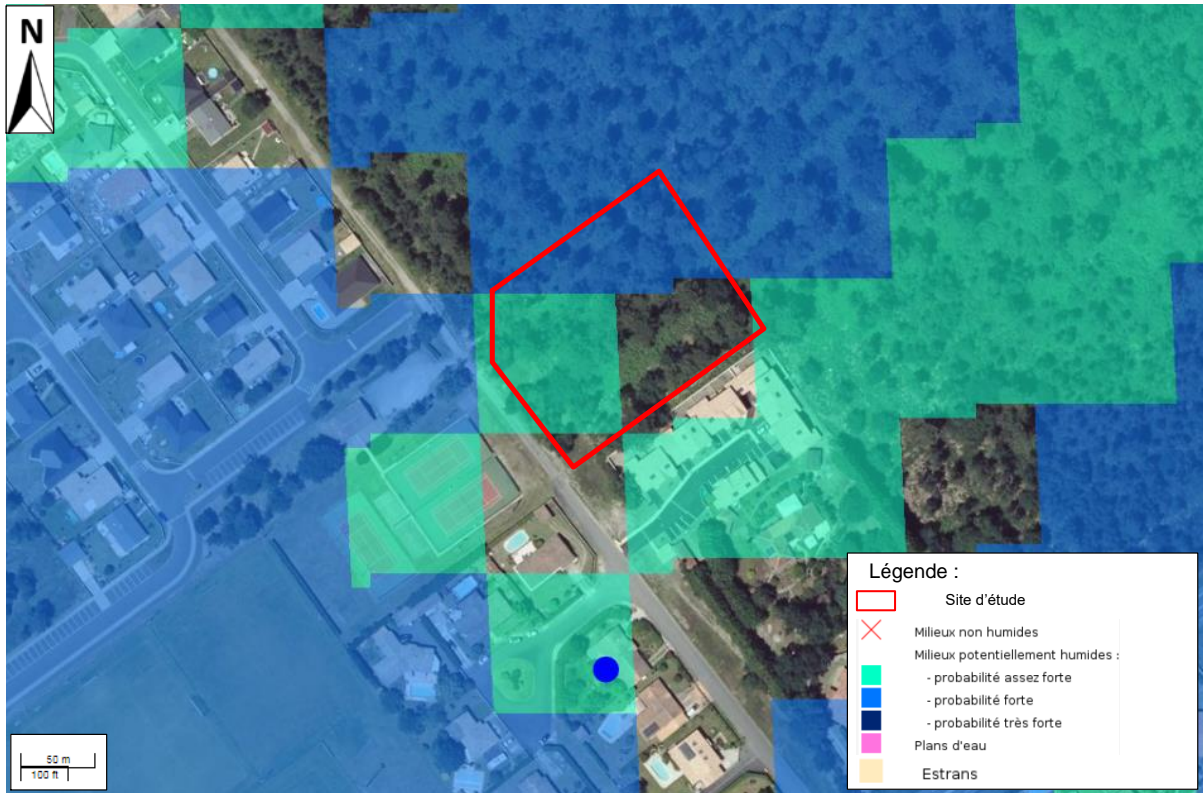 N
Légende :
Site d'étude
Milieux non humides
Milieux potentiellement humides :
- probabilité assez forte
- probabilité forte
- probabilité très forte
Plans d'eau
Estrans
50 m
100 ft